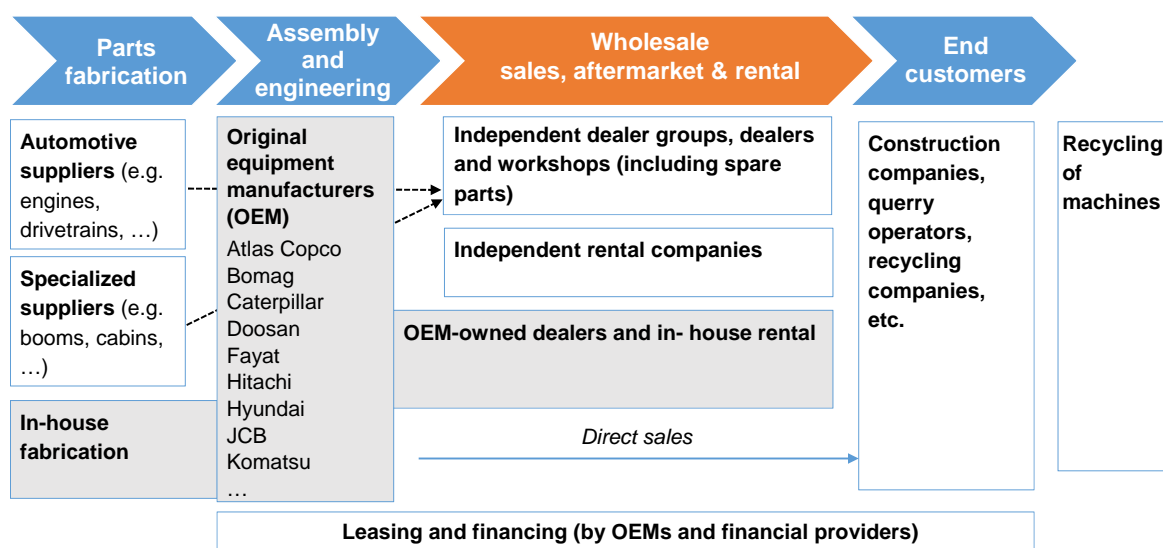 Parts
fabrication
Assembly
and
engineering
Wholesale
sales, aftermarket & rental
End
customers
Automotive
suppliers (e.g.
engines,
drivetrains, …)
Specialized
suppliers (e.g.
booms, cabins,
…)
In-house
fabrication
Original
equipment
manufacturers
(OEM)
Atlas Copco
Bomag
Caterpillar
Doosan
Fayat
Hitachi
Hyundai
JCB
Komatsu
…
Independent dealer groups, dealers
and workshops (including spare
parts)
Independent rental companies
OEM-owned dealers and in- house rental
Direct sales
Construction
companies,
querry
operators,
recycling
companies,
etc.
Recycling
of
machines
Leasing and financing (by OEMs and financial providers)